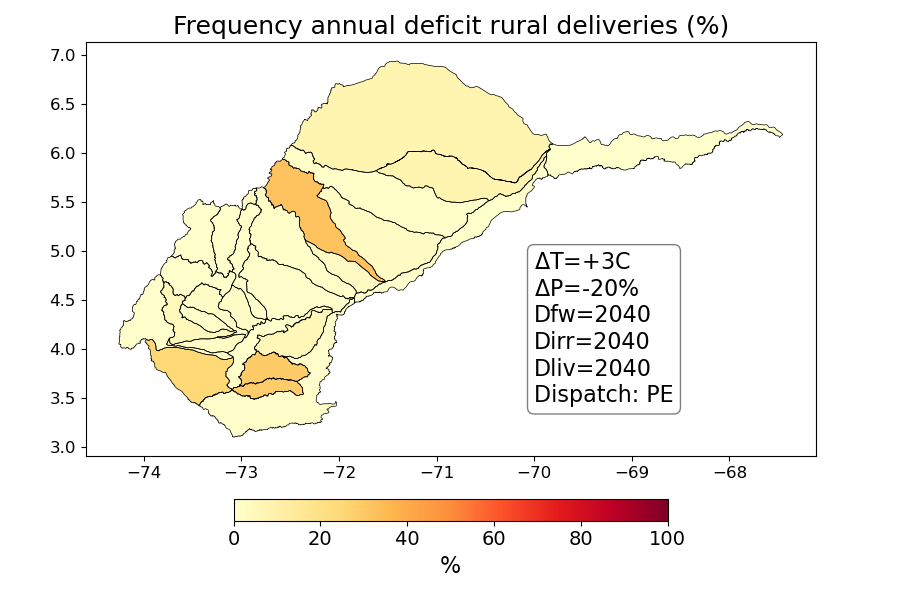 Frequency annual deficit rural deliveries (%)
7.0
6.5
6.0
5.5
5.0
4.5
4.0
3.5
3.0
ΔT=+3C
ΔP=-20%
Dfw=2040
Dirr=2040
Dliv=2040
Dispatch: PE
−74 −73 −72 −71 −70 −69 −68
0 20 40 60 80 100
%